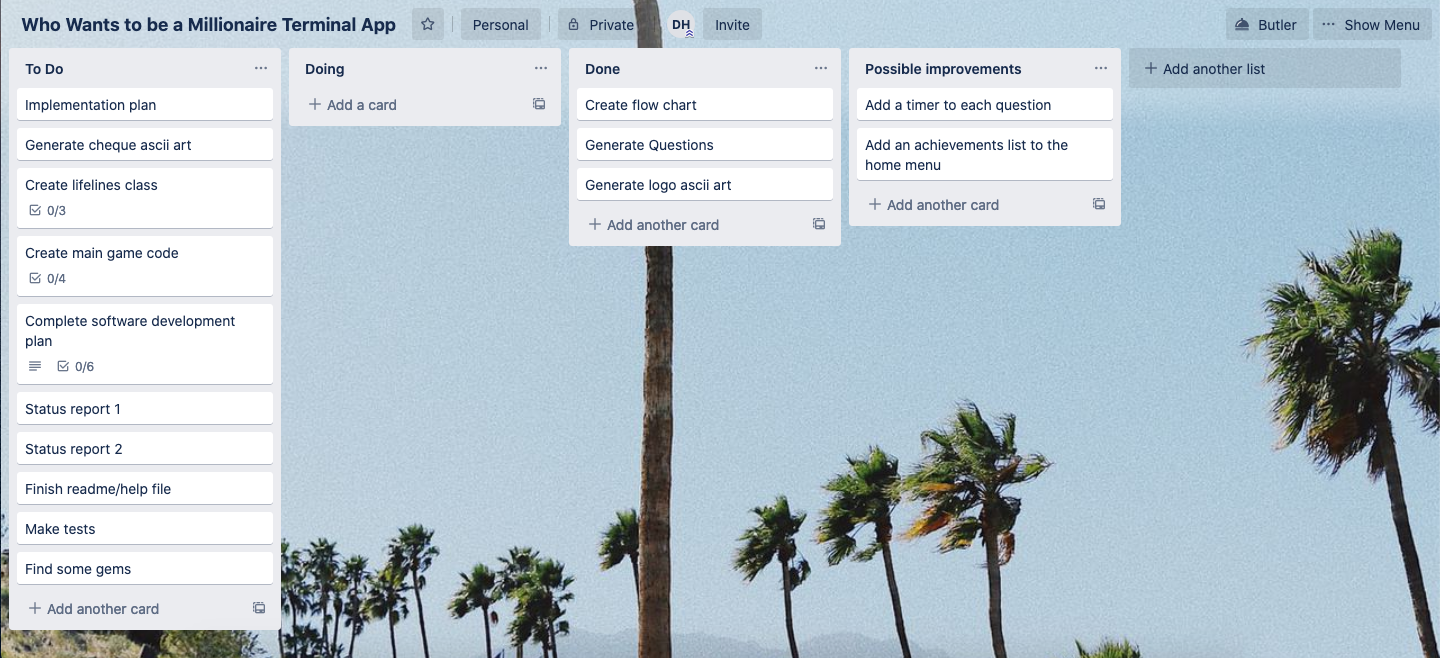 Who Wants to be a Millionaire Terminal App
Personal
Private
DH
Invite
Butler
Show Menu
To Do
Implementation plan
Generate cheque ascii art
Create lifelines class
0/3
Create main game code
0/4
Complete software development
plan
0/6
Status report 1
Status report 2
Finish readme/help file
Make tests
Find some gems
Add another card
Doing
Add a card
Done
Create flow chart
Generate Questions
Generate logo ascii art
Add another card
Possible improvements
Add a timer to each question
Add an achievements list to the
home menu
Add another card
Add another list